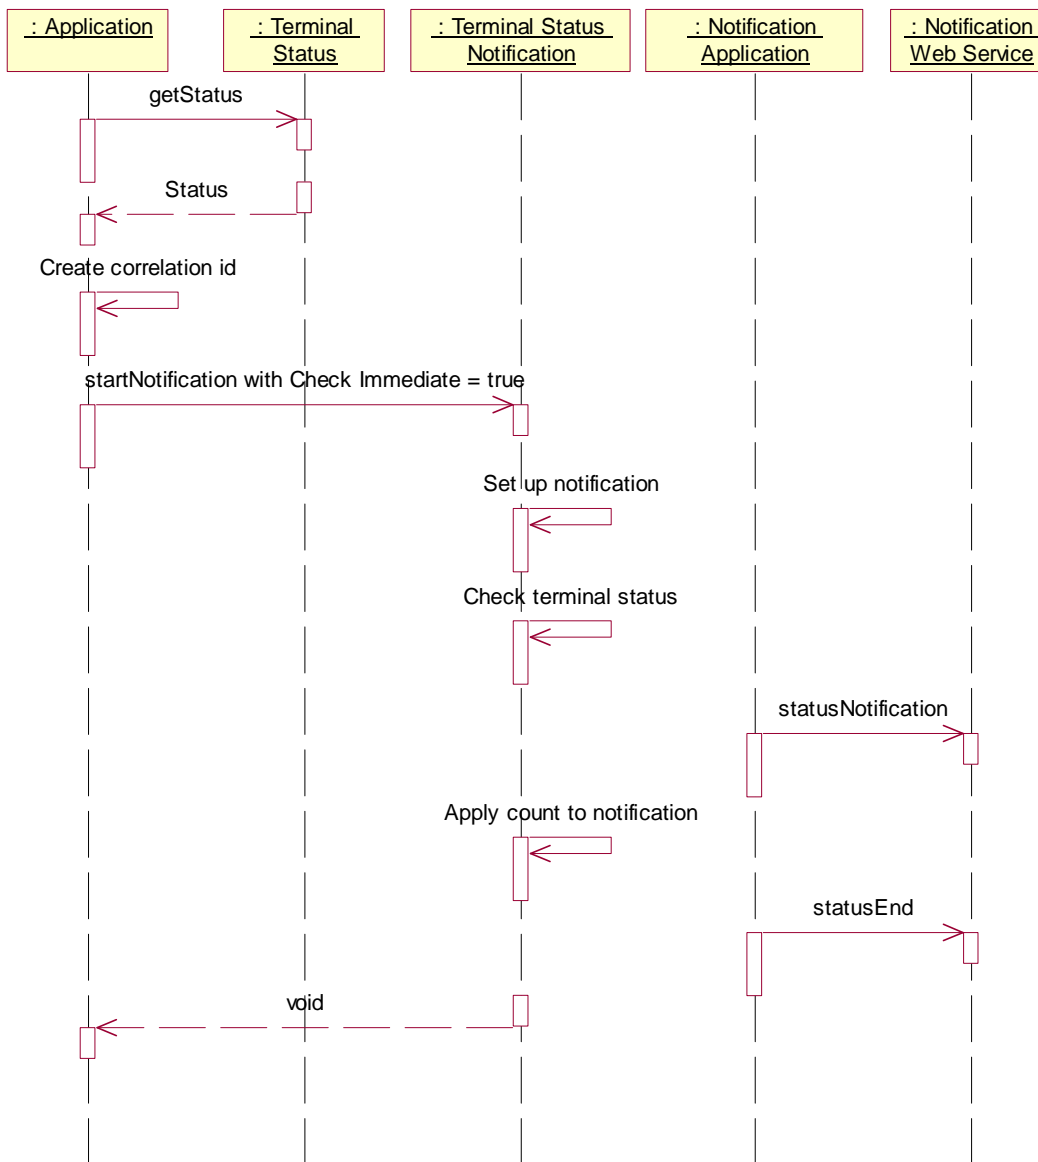 : Application
: Terminal
Status
: Terminal Status
Notification
: Notification
Application
: Notification
Web Service
getStatus
Status
Create correlation id
startNotification with Check Immediate = true
Set up notification
Check terminal status
statusNotification
Apply count to notification
statusEnd
void